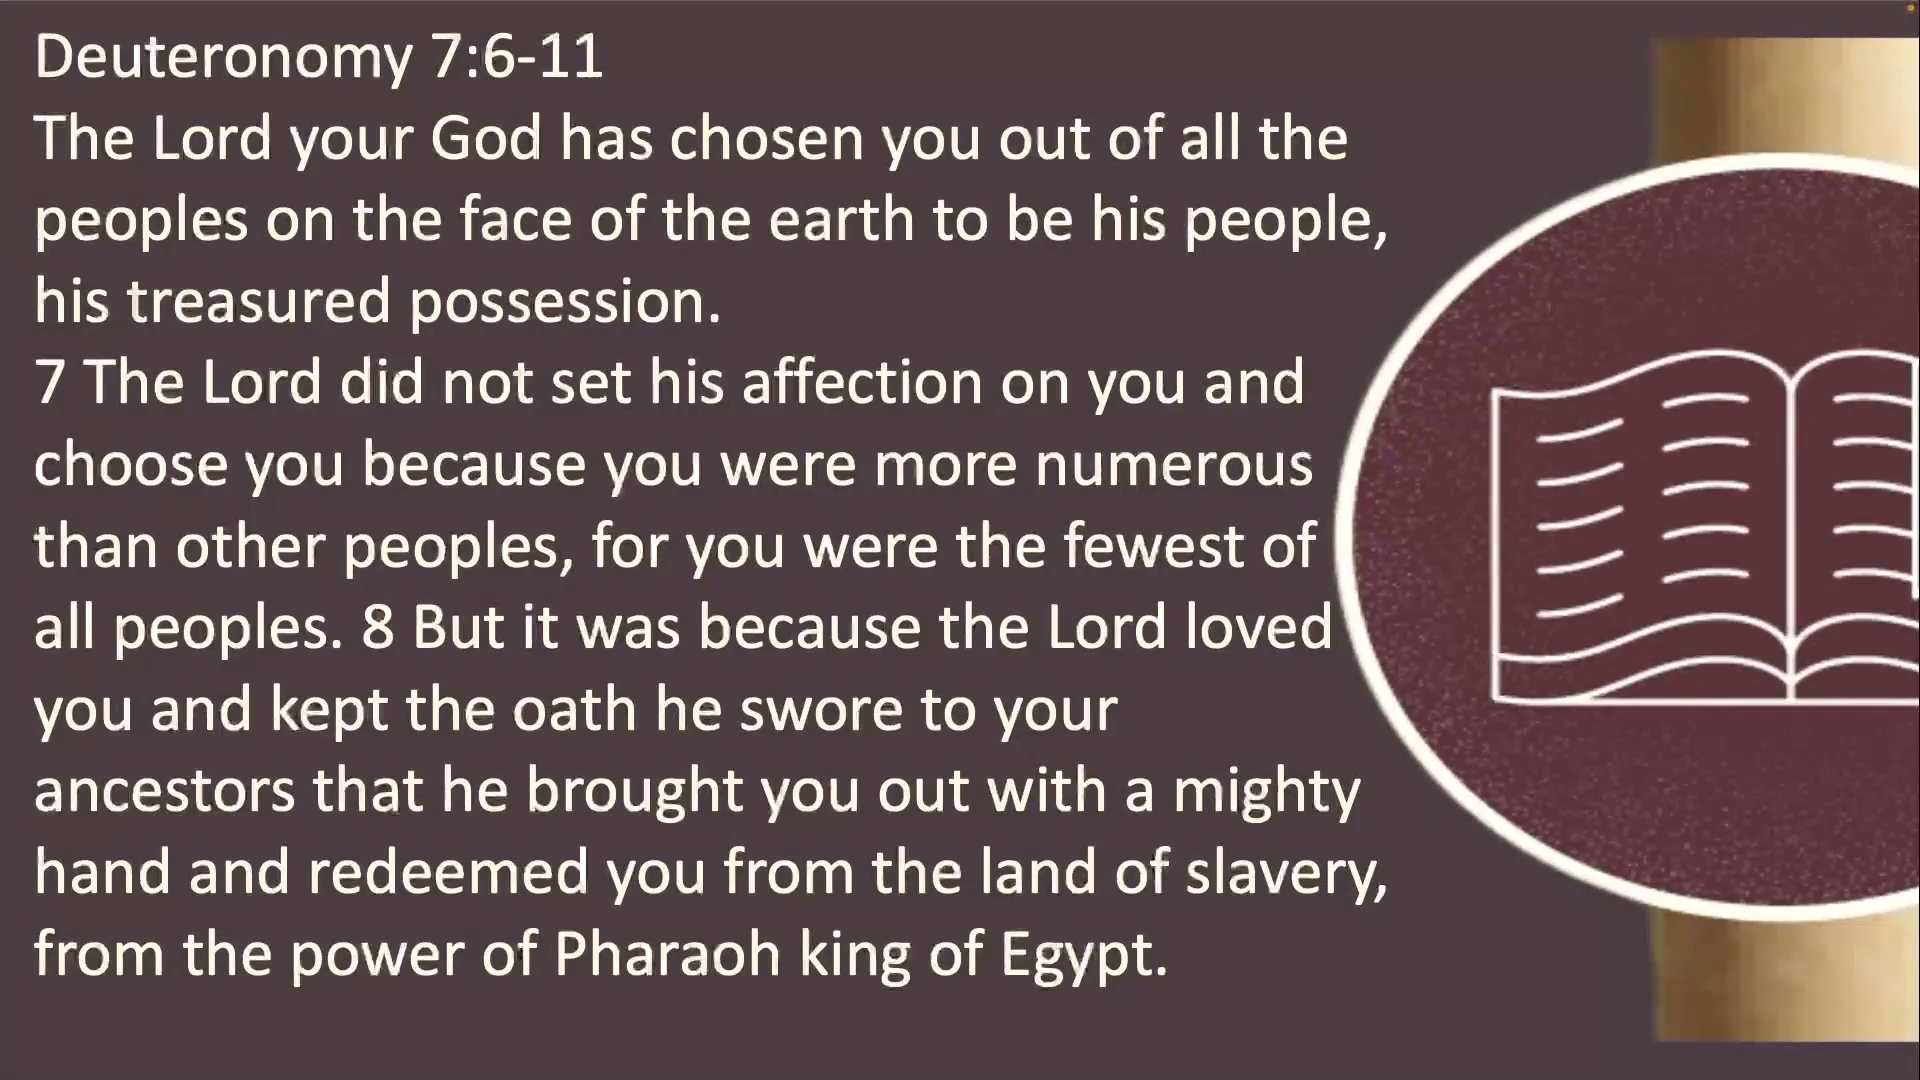 Deuteronomy 7:6-11
The Lord your God has chosen you out of all the
peoples on the face of the earth to be his people,
his treasured possession.
7 The Lord did not set his affection on you and
choose you because you were more numerous
than other peoples, for you were the fewest of
all peoples. 8 But it was because the Lord loved
you and kept the oath he swore to your
ancestors that he brought you out with a mighty
hand and redeemed you from the land of slavery,
from the power of Pharaoh king of Egypt.